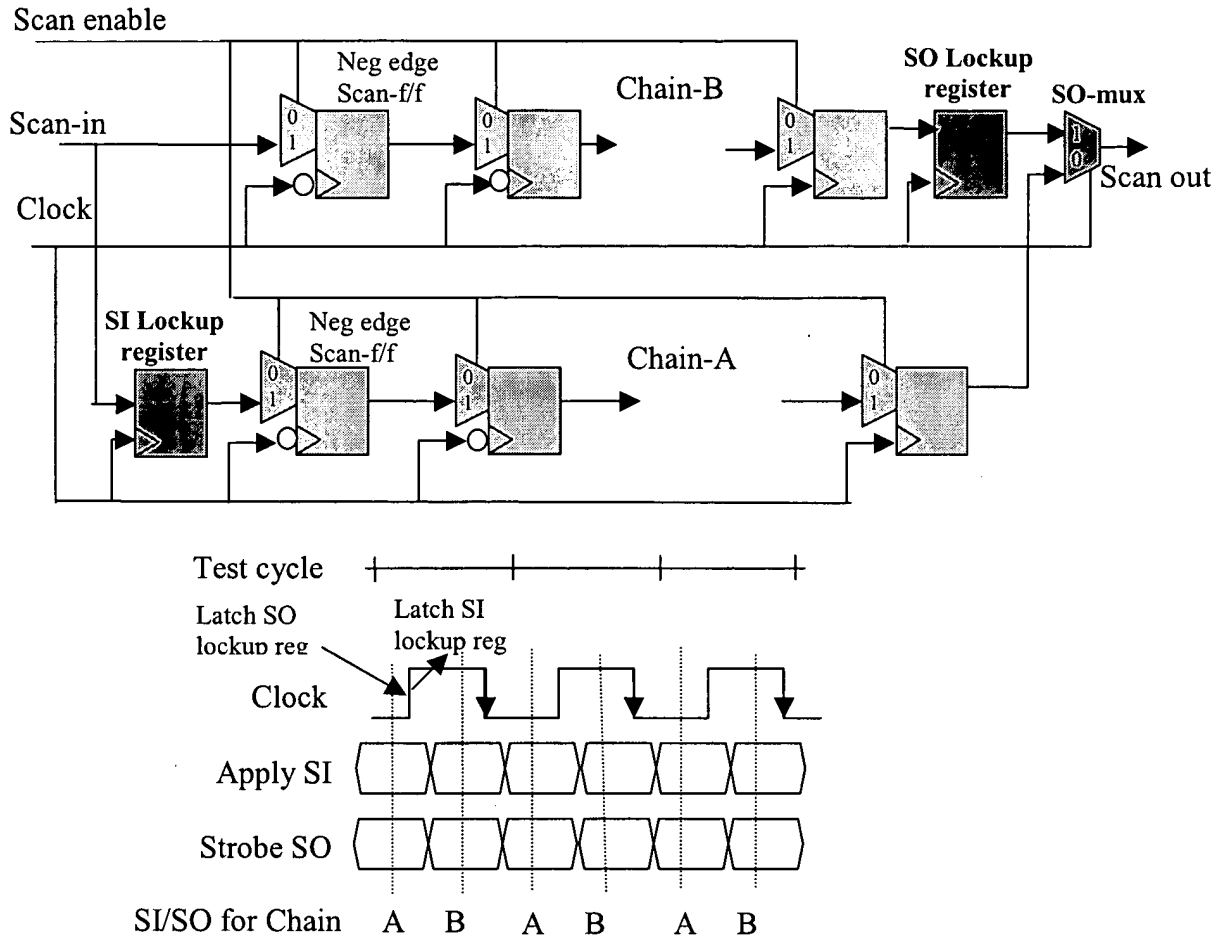 Scan enable
Neg edge
Scan-f/f
Chain-B
SO Lockup
register
SO-mux
0
1
0
1
0
1
1
0
Scan-in
Scan out
Clock
SI Lockup
register
Neg edge
Scan-f/f
Chain-A
0
1
0
1
0
1
Test cycle
Latch SO
lockup reg
Latch SI
lockup reg
Clock
Apply SI
Strobe SO
SI/SO for Chain A B A B A B